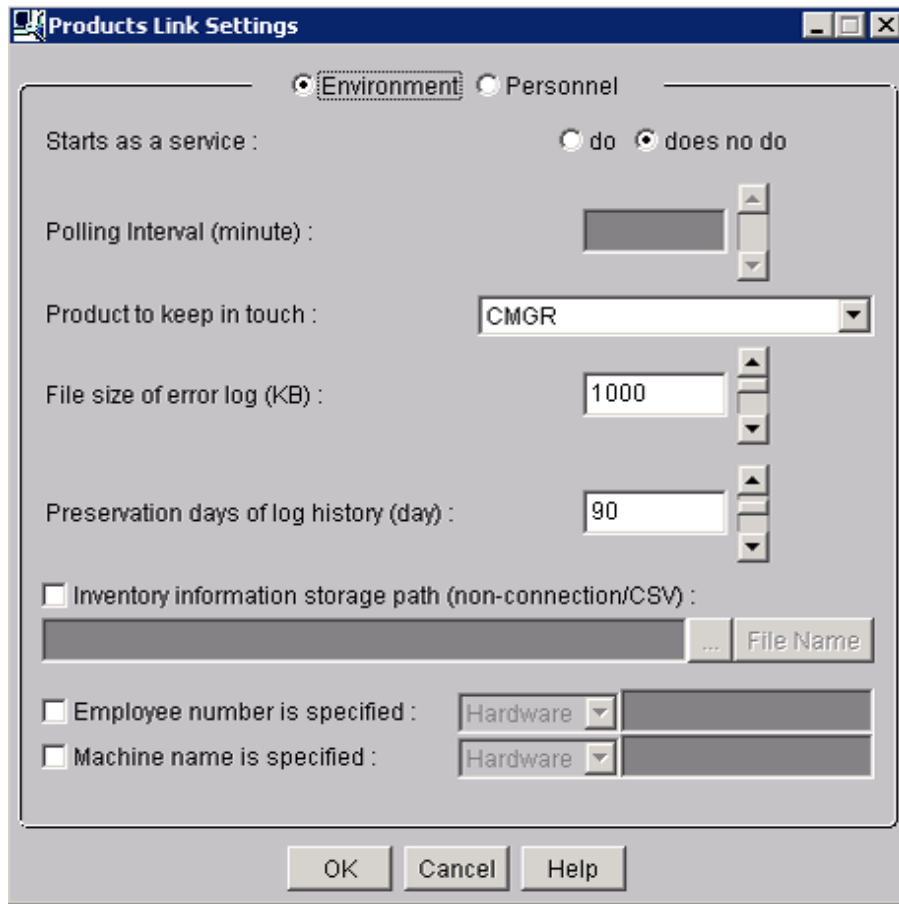 Products Link Settings
Environment Personnel
Starts as a service : do does no do
Polling Interval (minute) :
Product to keep in touch : CMGR
File size of error log (KB) : 1000
Preservation days of log history (day) : 90
Inventory information storage path (non-connection/CSV) :
... File Name
Employee number is specified : Hardware
Machine name is specified : Hardware
OK Cancel Help